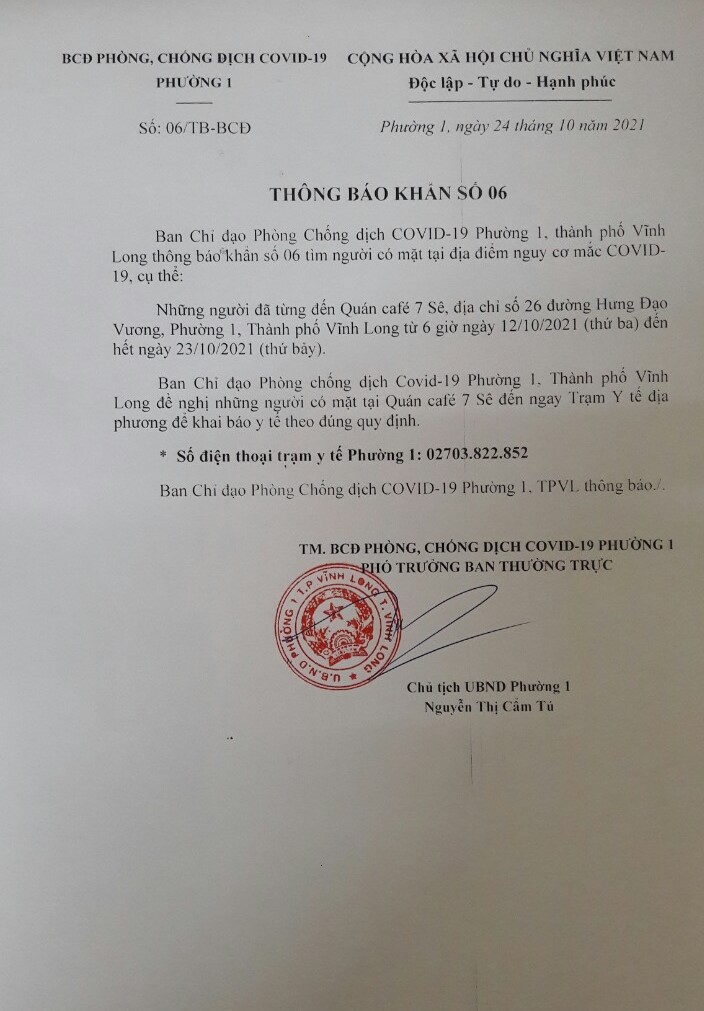 BCĐ PHÒNG, CHỐNG DỊCH COVID-19
PHƯỜNG 1
Số: 06/TB-BCĐ
CỘNG HÒA XÃ HỘI CHỦ NGHĨA VIỆT NAM
Độc lập - Tự do - Hạnh phúc
Phường 1, ngày 24 tháng 10 năm 2021
THÔNG BÁO KHẨN SỐ 06
Ban Chỉ đạo Phòng Chống dịch COVID-19 Phường 1, thành phố Vĩnh
Long thông báo khẩn số 06 tìm người có mặt tại địa điểm nguy cơ mắc COVID-
19, cụ thể:
Những người đã từng đến Quán café 7 Sê, địa chỉ số 26 đường Hưng Đạo
Vương, Phường 1, Thành phố Vĩnh Long từ 6 giờ ngày 12/10/2021 (thứ ba) đến
hết ngày 23/10/2021 (thứ bảy).
Ban Chỉ đạo Phòng chống dịch Covid-19 Phường 1, Thành phố Vĩnh
Long đề nghị những người có mặt tại Quán café 7 Sê đến ngay Trạm Y tế địa
phương để khai báo y tế theo đúng quy định.
* Số điện thoại trạm y tế Phường 1: 02703.822.852
Ban Chỉ đạo Phòng Chống dịch COVID-19 Phường 1, TPVL thông báo./.
TM. BCĐ PHÒNG, CHỐNG DỊCH COVID-19 PHƯỜNG 1
PHÓ TRƯỞNG BAN THƯỜNG TRỰC
U.B.N.D PHƯỜNG 1 T.P VĨNH LONG T. VĨNH LONG
Chủ tịch UBND Phường 1
Nguyễn Thị Cẩm Tú